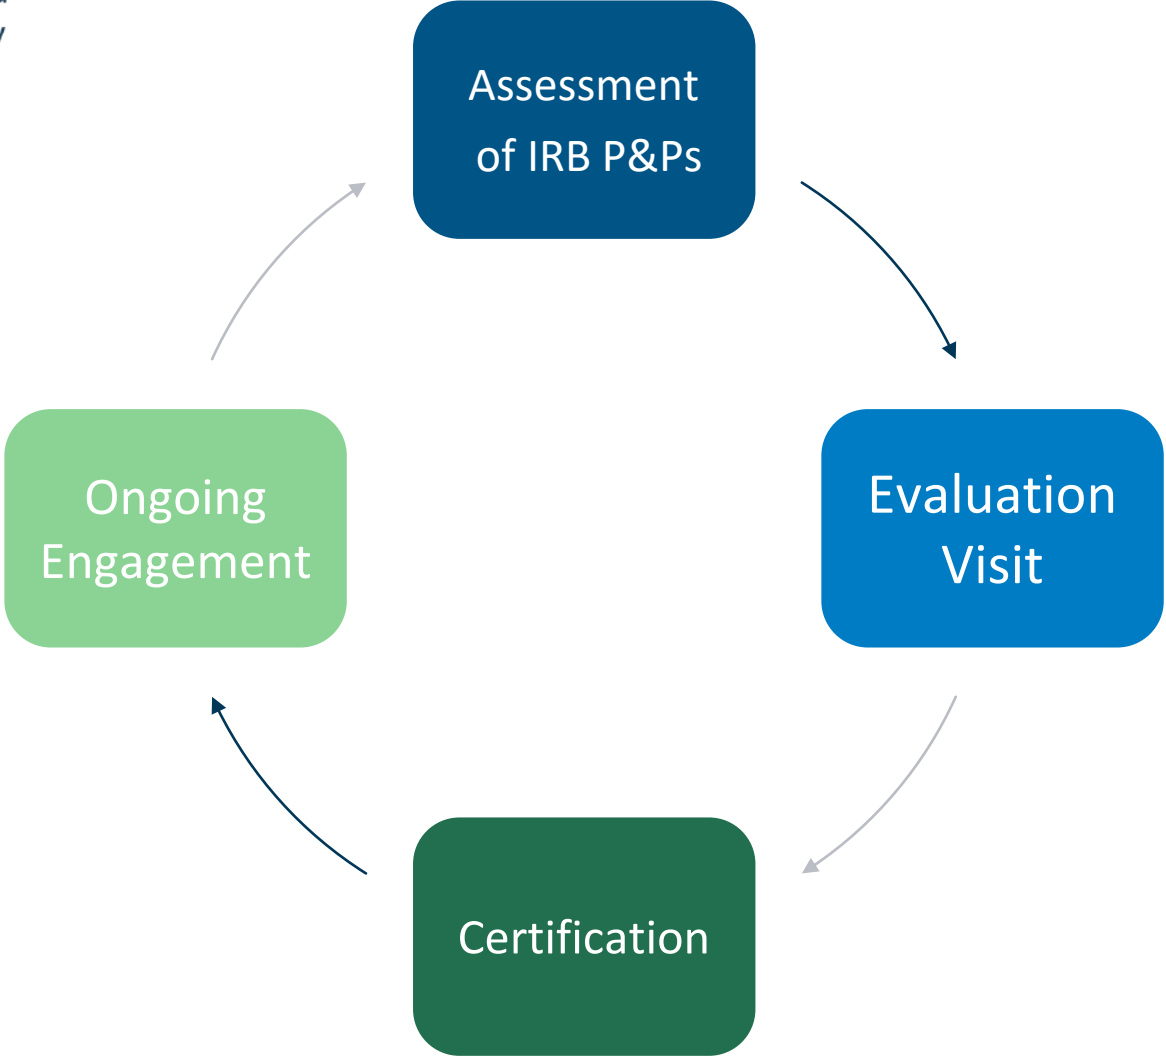 Assessment
of IRB P&Ps
Evaluation
Visit
Certification
Ongoing
Engagement